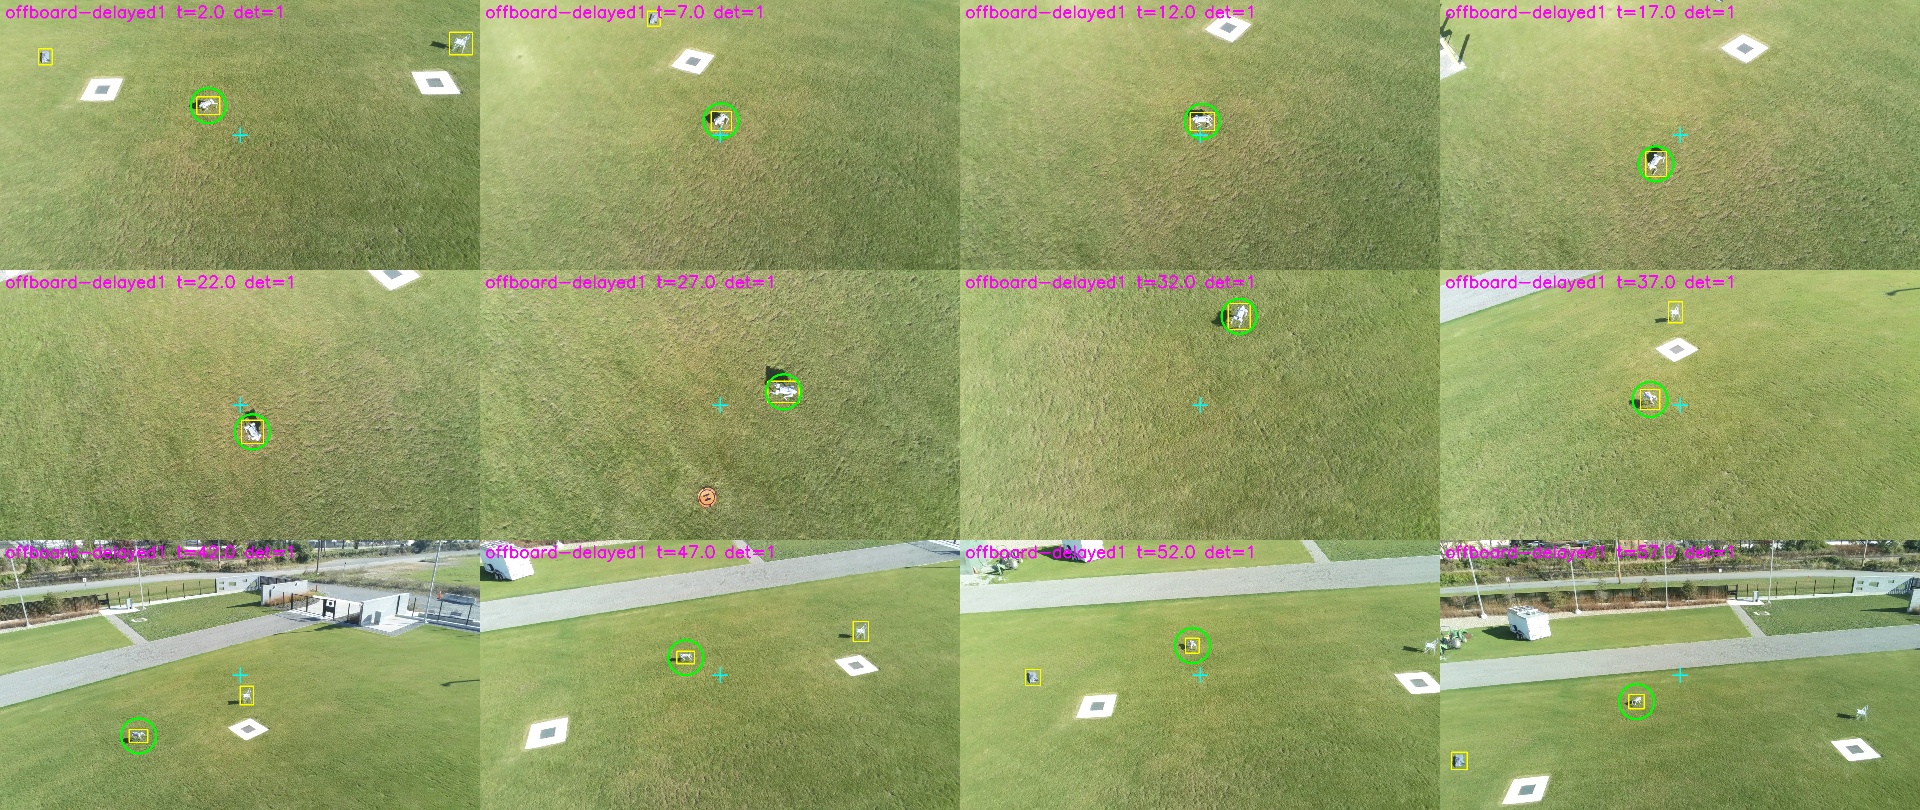 offboard-delayed1 t=2.0 det=1
offboard-delayed1 t=7.0 det=1
offboard-delayed1 t=12.0 det=1
offboard-delayed1 t=17.0 det=1
offboard-delayed1 t=22.0 det=1
offboard-delayed1 t=27.0 det=1
offboard-delayed1 t=32.0 det=1
offboard-delayed1 t=37.0 det=1
offboard-delayed1 t=42.0 det=1
offboard-delayed1 t=47.0 det=1
offboard-delayed1 t=52.0 det=1
offboard-delayed1 t=57.0 det=1